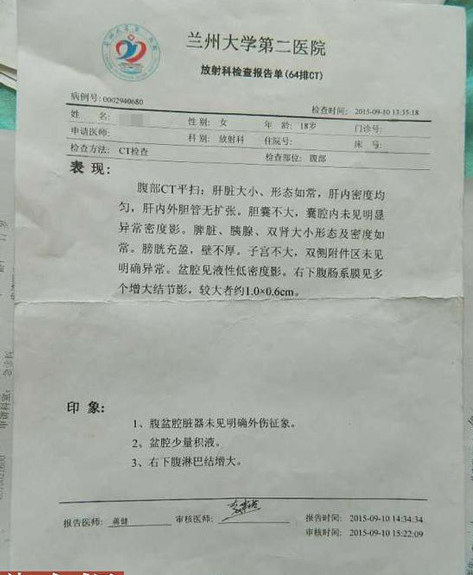 兰州大学第二医院
放射科检查报告单(64排CT)
病例号: 0002940680 检查时间: 2015-09-10 13:35:18
姓 名: 性 别: 女 年 龄: 18岁 门诊号:
申请医师: 科 别: 放射科 住院号: 床 号:
检查方法: CT检查 检查部位: 腹部
表 现:
腹部CT平扫: 肝脏大小、形态如常, 肝内密度均
匀, 肝内外胆管无扩张。胆囊不大, 囊腔内未见明显
异常密度影。脾脏、胰腺、双肾大小形态及密度如
常。膀胱充盈, 壁不厚。子宫不大, 双侧附件区未见
明确异常。盆腔见液性低密度影。右下腹肠系膜见多
个增大结节影, 较大者约1.0×0.6cm。
印 象:
1、腹盆腔脏器未见明确外伤征象。
2、盆腔少量积液。
3、右下腹淋巴结增大。
报告医师: 龚健 审核医师: 报告时间: 2015-09-10 14:34:34
审核时间: 2015-09-10 15:22:09